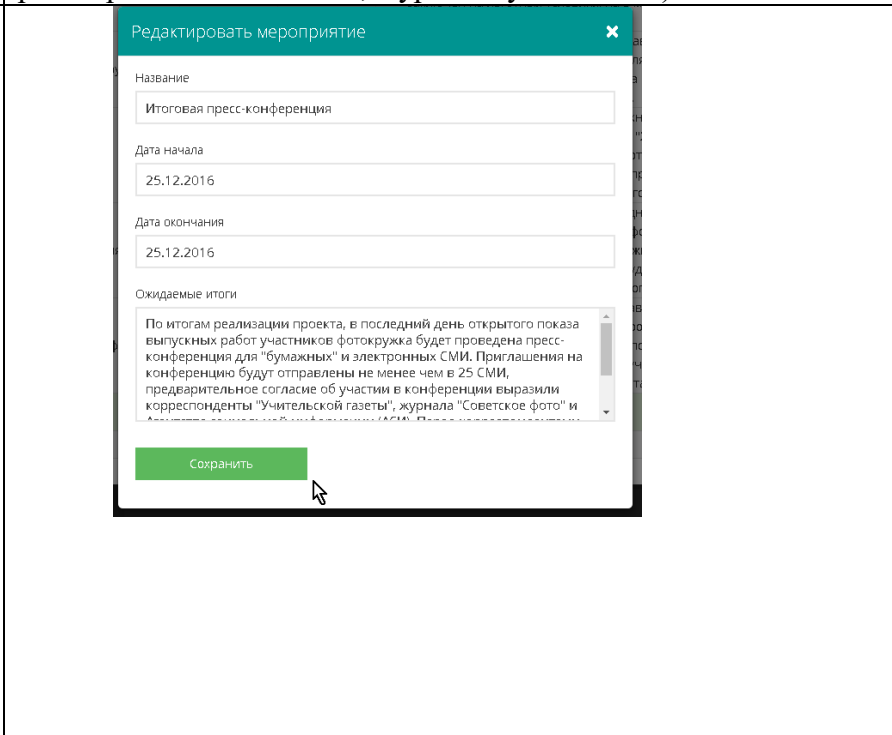 Редактировать мероприятие
Название
Итоговая пресс-конференция
Дата начала
25.12.2016
Дата окончания
25.12.2016
Ожидаемые итоги
По итогам реализации проекта, в последний день открытого показа
выпускных работ участников фотокружка будет проведена пресс-
конференция для "бумажных" и электронных СМИ. Приглашения на
конференцию будут отправлены не менее чем в 25 СМИ,
предварительное согласие об участии в конференции выразили
корреспонденты "Учительской газеты", журнала "Советское фото" и
Сохранить